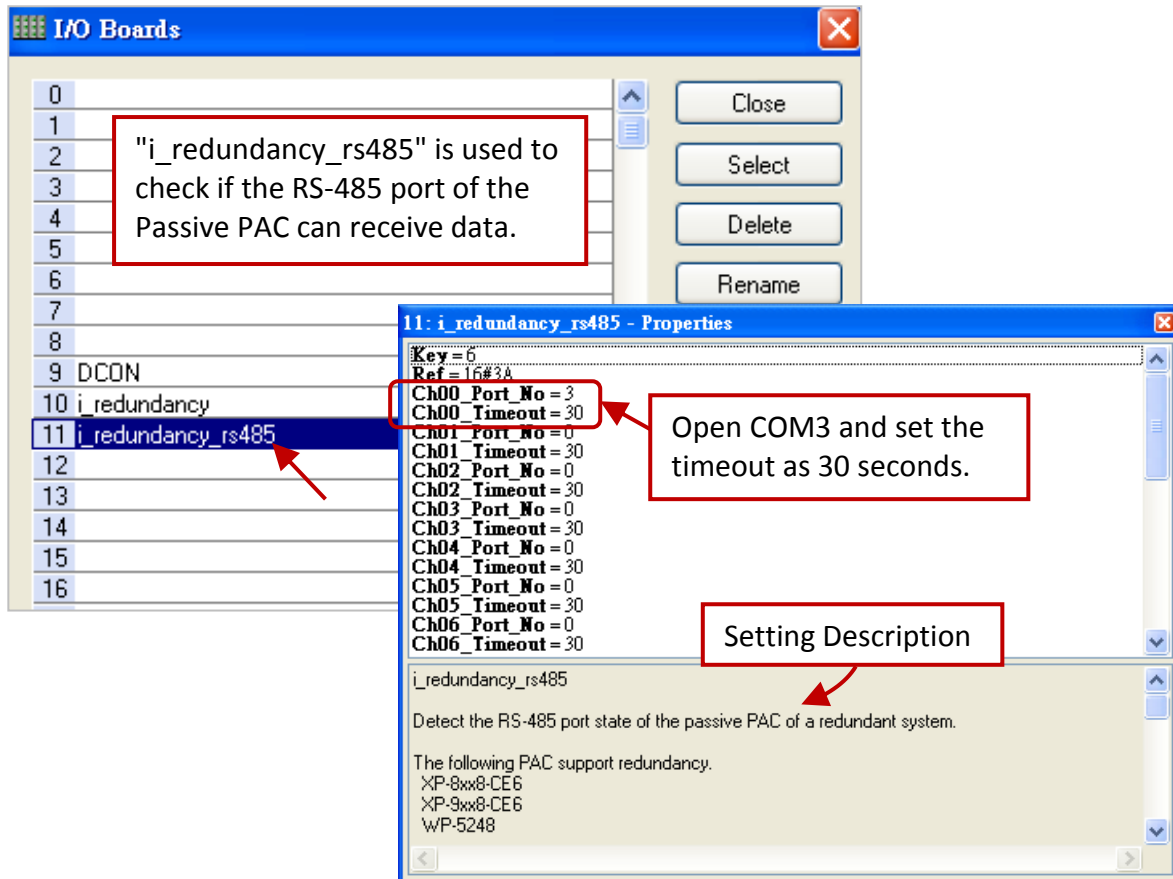 I/O Boards
0
1
2
3
4
5
6
7
8
9 DCON
10 i_redundancy
11 i_redundancy_rs485
12
13
14
15
16
"i_redundancy_rs485" is used to
check if the RS-485 port of the
Passive PAC can receive data.
Close
Select
Delete
Rename
11: i_redundancy_rs485 - Properties
Key = 6
Ref = 16#3A
Ch00_Port_No = 3
Ch00_Timeout = 30
Ch01_Port_No = 0
Ch01_Timeout = 30
Ch02_Port_No = 0
Ch02_Timeout = 30
Ch03_Port_No = 0
Ch03_Timeout = 30
Ch04_Port_No = 0
Ch04_Timeout = 30
Ch05_Port_No = 0
Ch05_Timeout = 30
Ch06_Port_No = 0
Ch06_Timeout = 30
Open COM3 and set the
timeout as 30 seconds.
Setting Description
i_redundancy_rs485
Detect the RS-485 port state of the passive PAC of a redundant system.
The following PAC support redundancy.
XP-8xx8-CE6
XP-9xx8-CE6
WP-5248